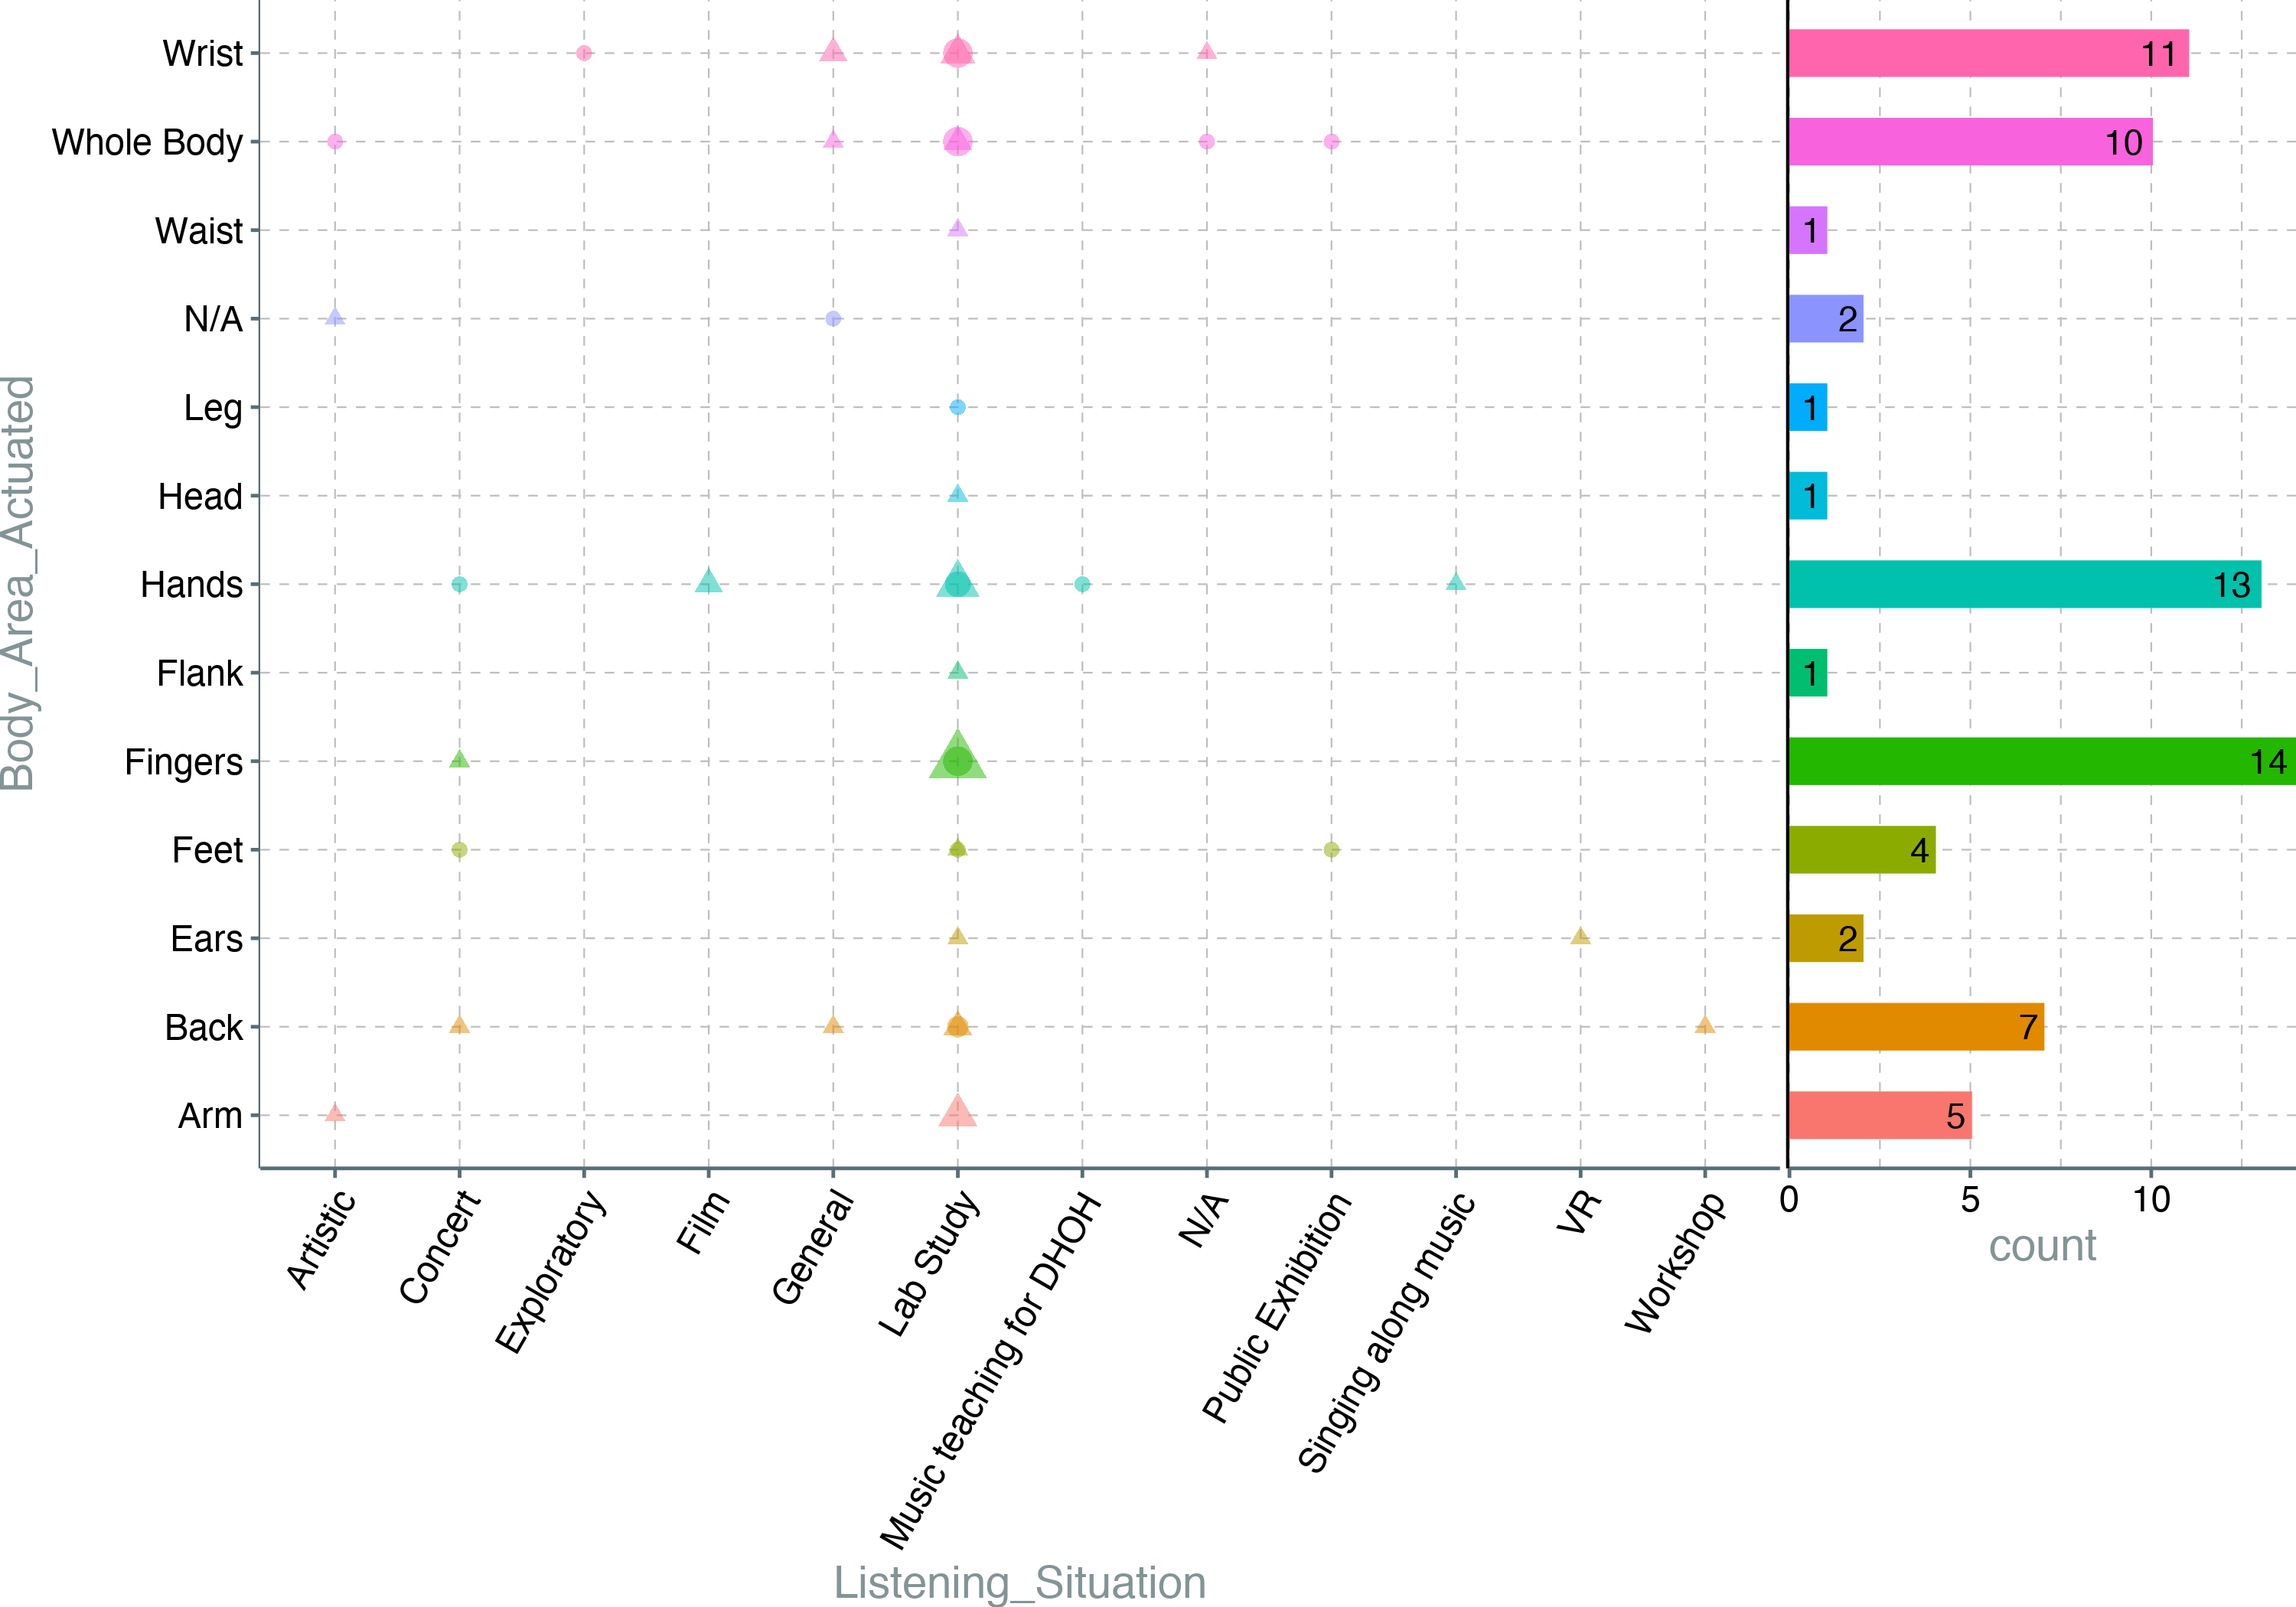 Wrist
11
Whole Body
10
Waist
1
N/A
2
Leg
1
Head
1
Hands
13
Flank
1
Fingers
14
Feet
4
Ears
2
Back
7
Arm
5
Body_Area_Actuated
Artistic
Concert
Exploratory
Film
General
Lab Study
Music teaching for DHOH
N/A
Public Exhibition
Singing along music
VR
Workshop
0 5 10
count
Listening_Situation